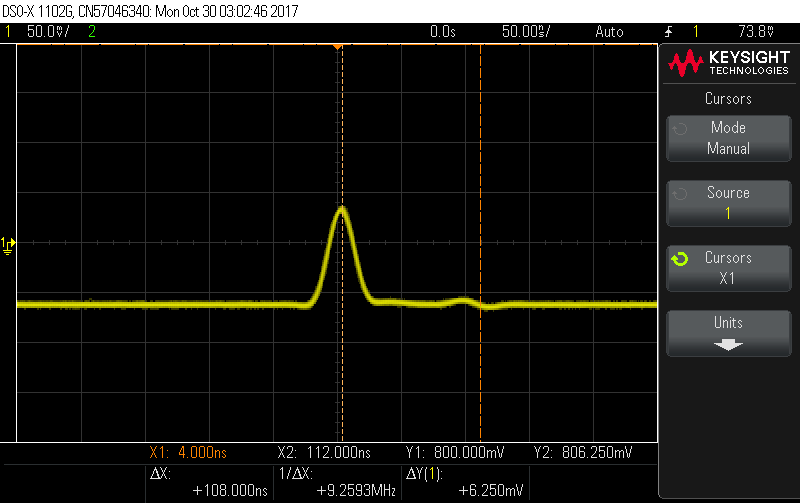 DSO-X 1102G, CN57046340: Mon Oct 30 03:02:46 2017
1 50.0V/ 2 0.0s 50.00s/ Auto 1 73.8V
KEYSIGHT
TECHNOLOGIES
Cursors
Mode
Manual
Source
1
Cursors
X1
Units
1
X1: 4.000ns X2: 112.000ns Y1: 800.000mV Y2: 806.250mV
ΔX: 1/ΔX: ΔY(1):
+108.000ns +9.2593MHz +6.250mV